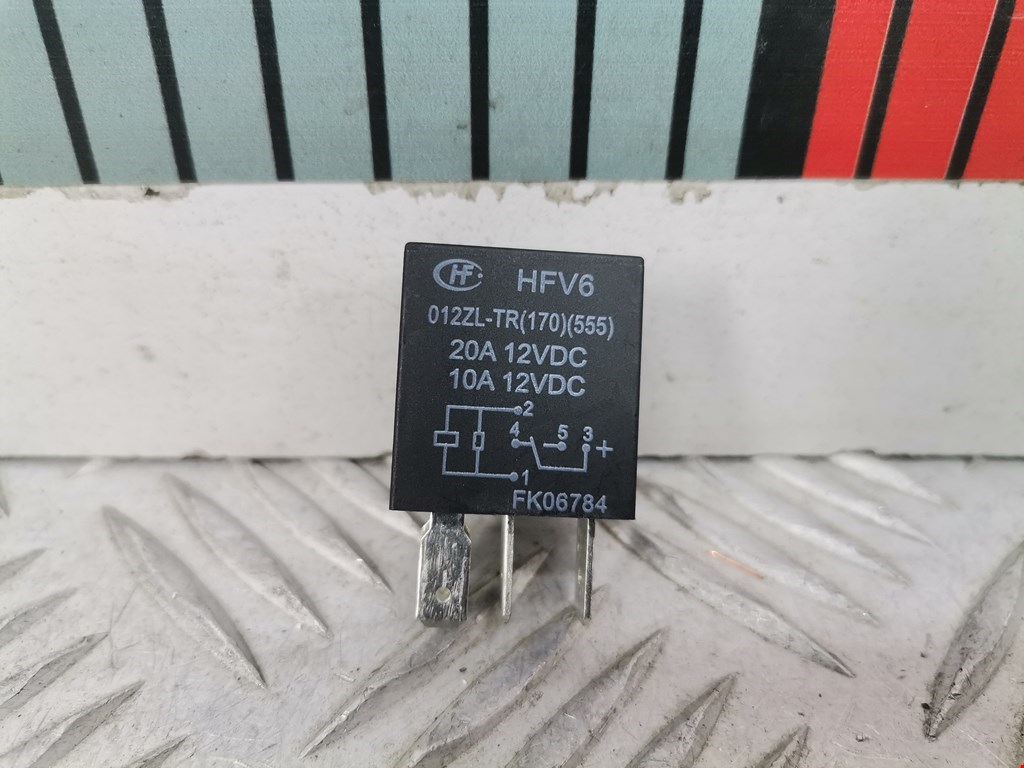 HF HFV6
012ZL-TR(170)(555)
20A 12VDC
10A 12VDC
2
4 5 3 +
1
FK06784